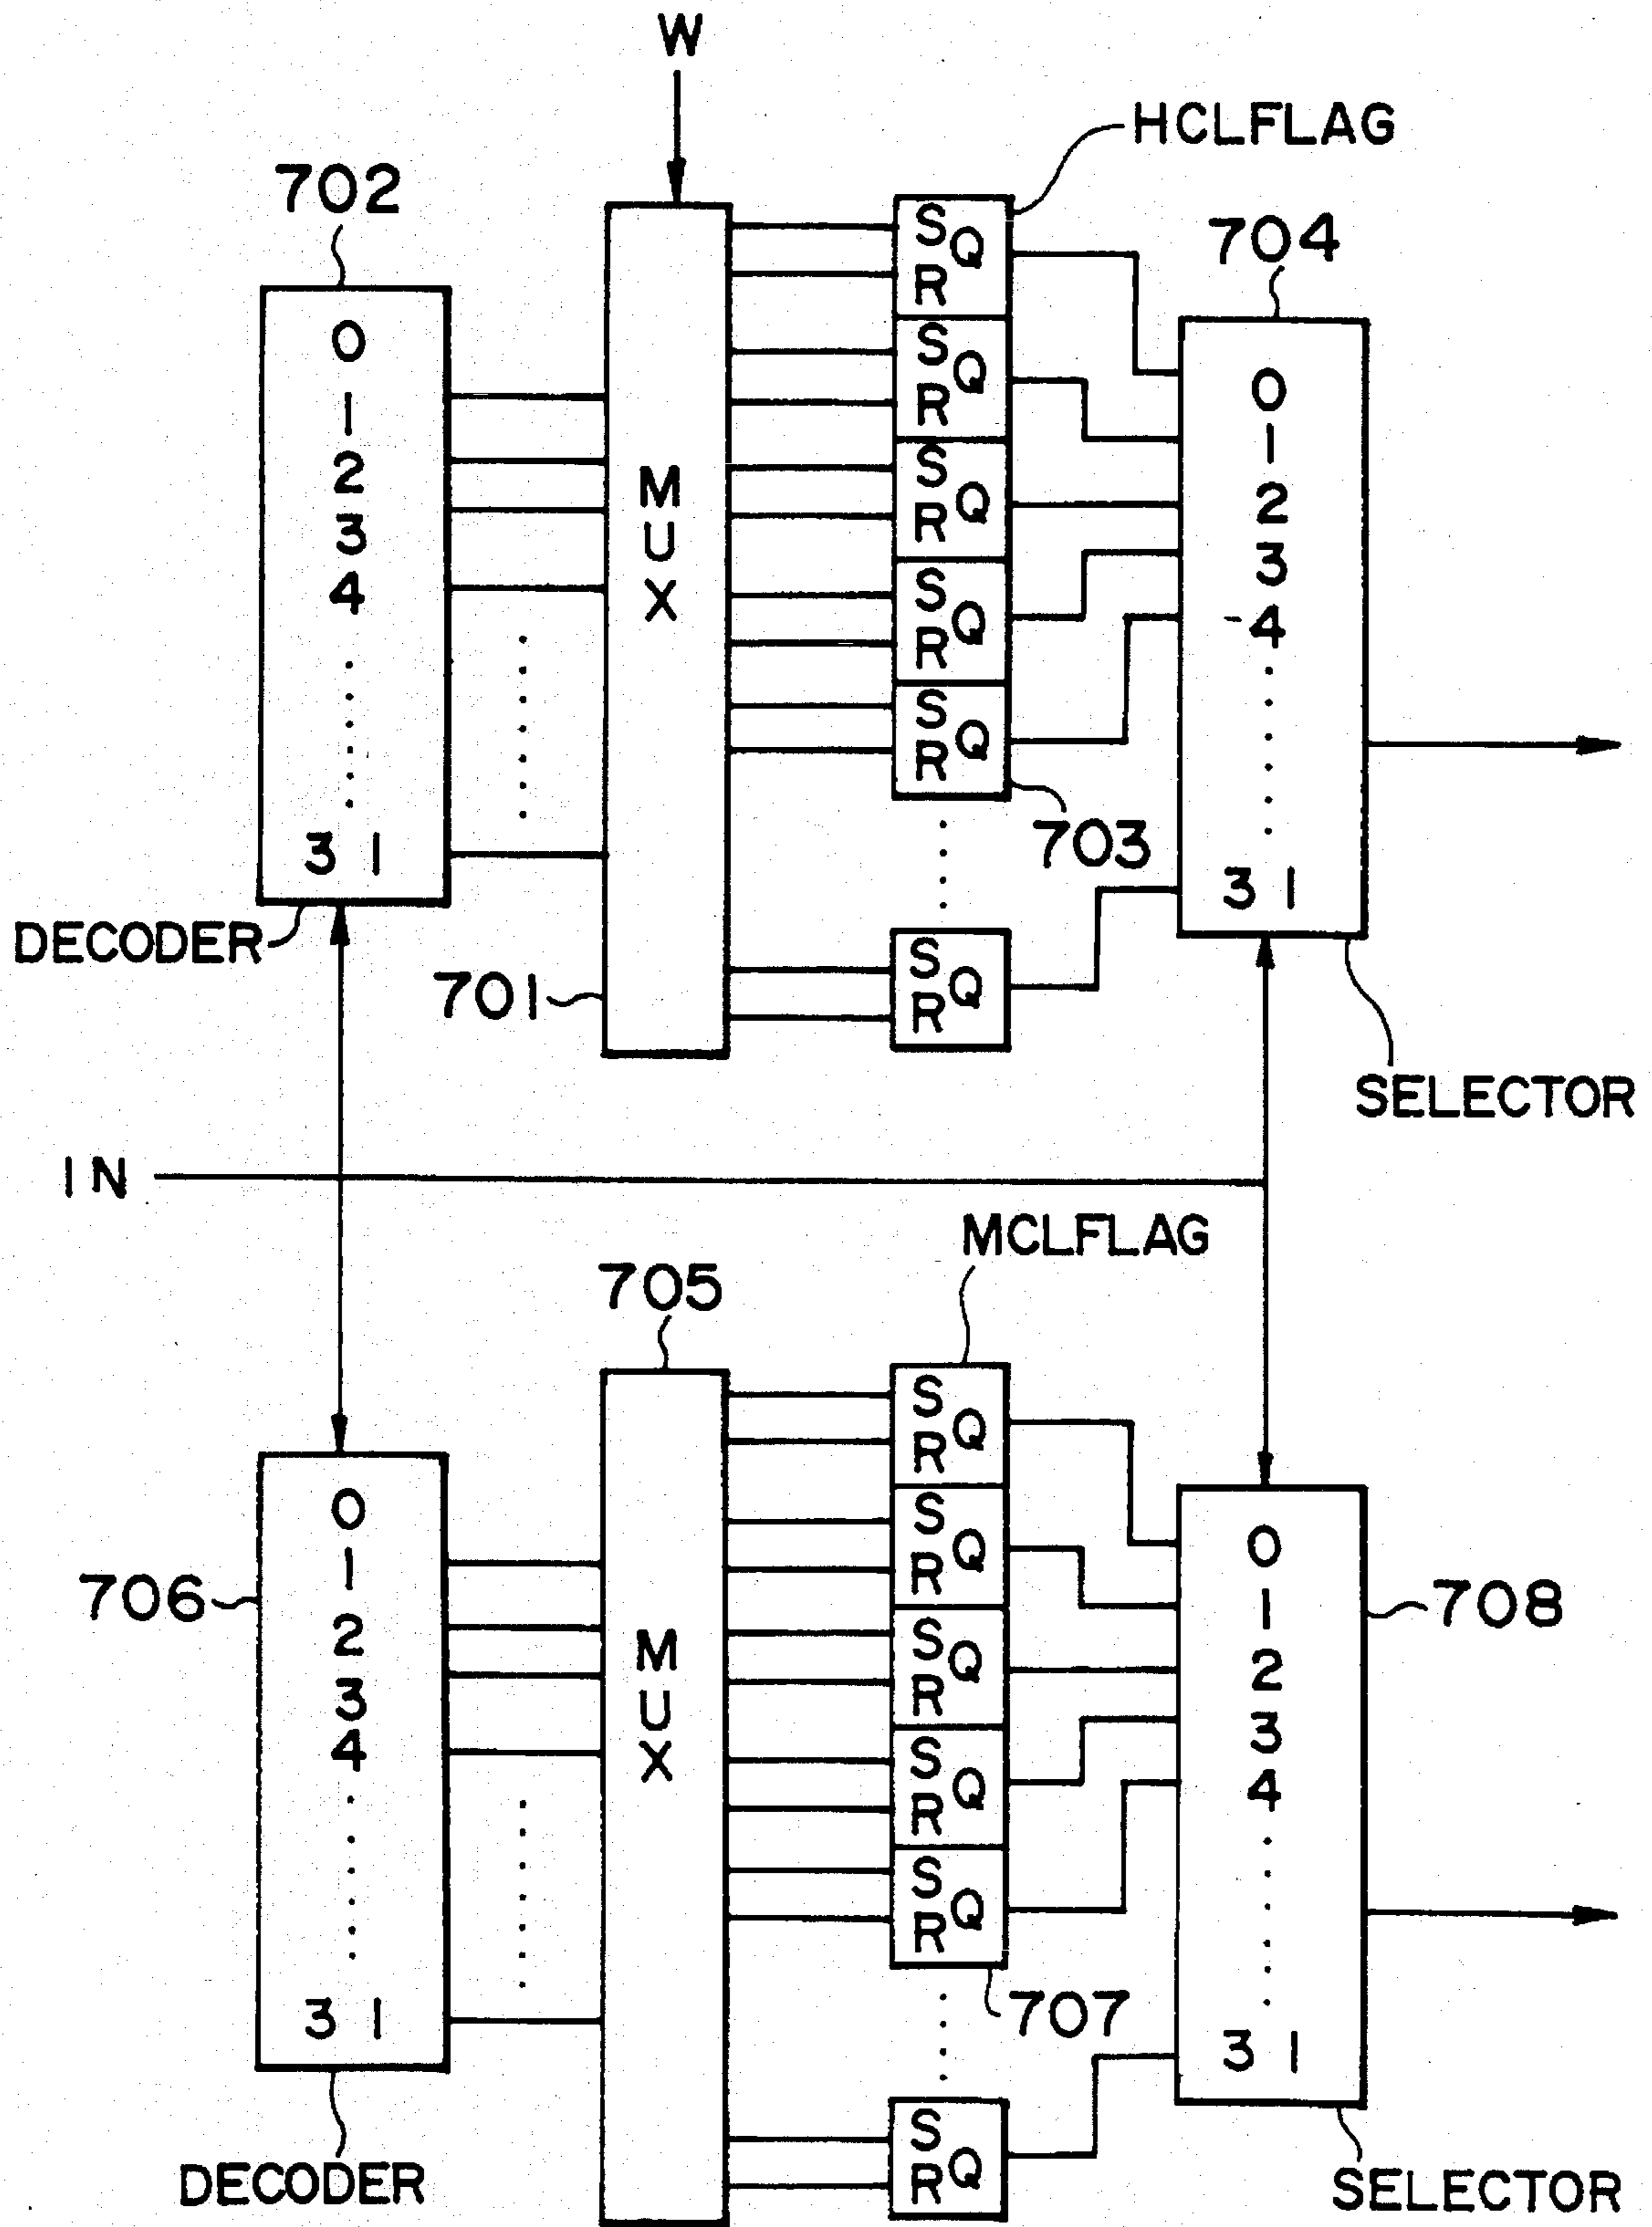 W
HCLFLAG
702
704
0
1
2
3
4
31
MUX
S Q
R
S Q
R
S Q
R
S Q
R
S Q
R
S Q
R
0
1
2
3
4
31
703
DECODER
701
SELECTOR
IN
MCLFLAG
705
706
0
1
2
3
4
31
MUX
S Q
R
S Q
R
S Q
R
S Q
R
S Q
R
S Q
R
0
1
2
3
4
31
708
707
DECODER
SELECTOR